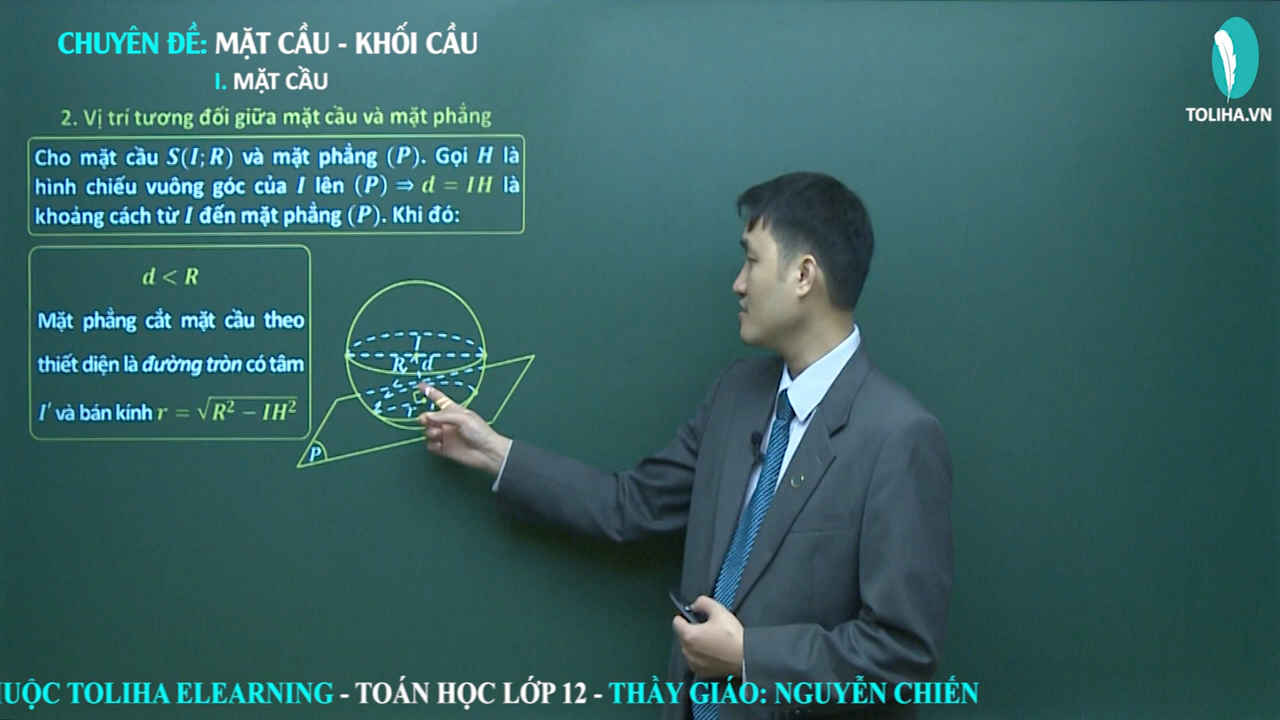 CHUYÊN ĐỀ: MẶT CẦU - KHỐI CẦU
I. MẶT CẦU
2. Vị trí tương đối giữa mặt cầu và mặt phẳng
Cho mặt cầu S(I; R) và mặt phẳng (P). Gọi H là
hình chiếu vuông góc của I lên (P) ⇒ d = IH là
khoảng cách từ I đến mặt phẳng (P). Khi đó:
d < R
Mặt phẳng cắt mặt cầu theo
thiết diện là đường tròn có tâm
I' và bán kính r = √(R² − IH²)
I
R
d
r
P
TOLIHA.VN
HUỘC TOLIHA ELEARNING - TOÁN HỌC LỚP 12 - THẦY GIÁO: NGUYỄN CHIẾN